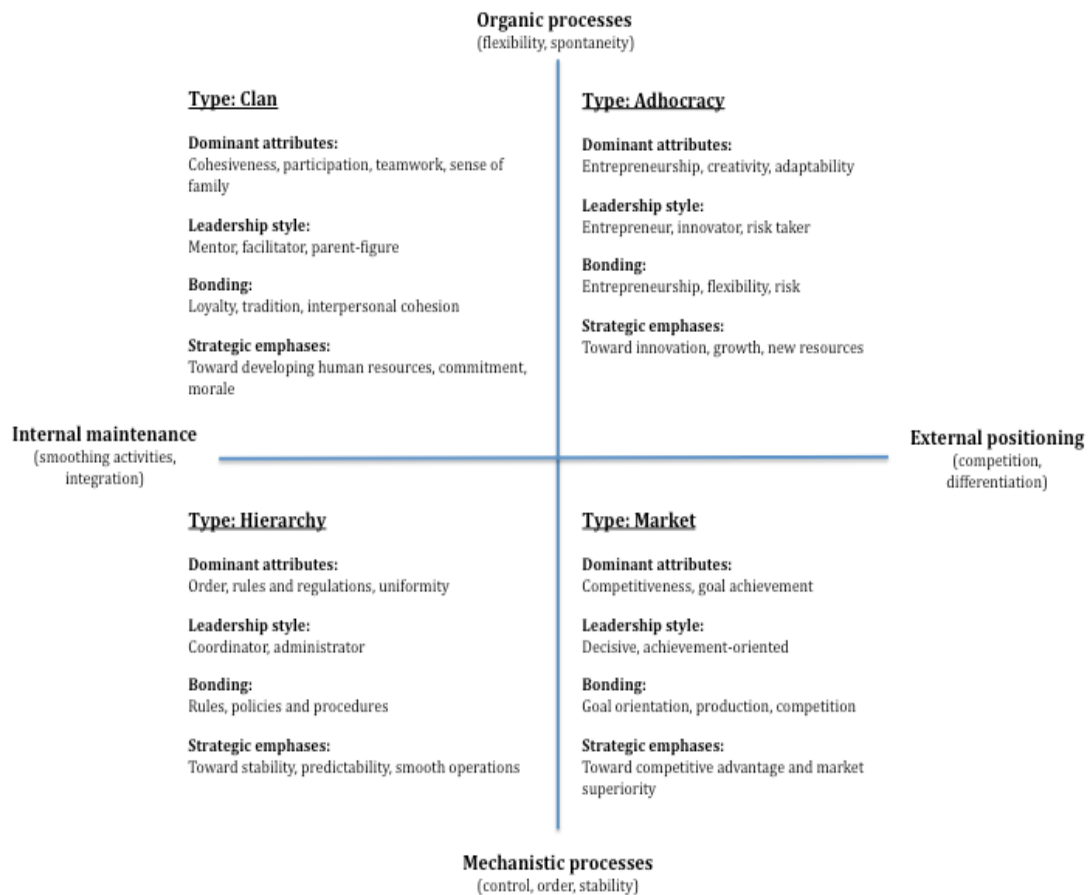 Organic processes
(flexibility, spontaneity)
Type: Clan
Dominant attributes:
Cohesiveness, participation, teamwork, sense of
family
Leadership style:
Mentor, facilitator, parent-figure
Bonding:
Loyalty, tradition, interpersonal cohesion
Strategic emphases:
Toward developing human resources, commitment,
morale
Type: Adhocracy
Dominant attributes:
Entrepreneurship, creativity, adaptability
Leadership style:
Entrepreneur, innovator, risk taker
Bonding:
Entrepreneurship, flexibility, risk
Strategic emphases:
Toward innovation, growth, new resources
Internal maintenance
(smoothing activities,
integration)
External positioning
(competition,
differentiation)
Type: Hierarchy
Dominant attributes:
Order, rules and regulations, uniformity
Leadership style:
Coordinator, administrator
Bonding:
Rules, policies and procedures
Strategic emphases:
Toward stability, predictability, smooth operations
Type: Market
Dominant attributes:
Competitiveness, goal achievement
Leadership style:
Decisive, achievement-oriented
Bonding:
Goal orientation, production, competition
Strategic emphases:
Toward competitive advantage and market
superiority
Mechanistic processes
(control, order, stability)